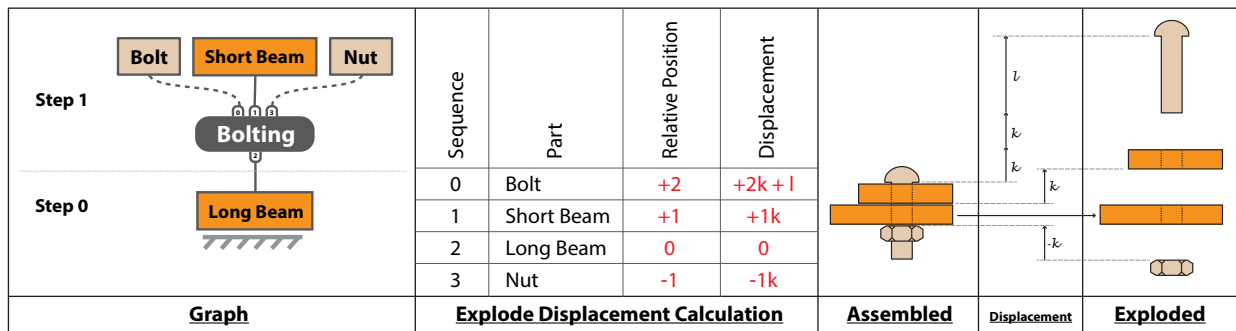 Bolt
Short Beam
Nut
Step 1
0
1
3
Bolting
2
Step 0
Long Beam
Graph
Sequence
Part
Relative Position
Displacement
0 Bolt +2 +2k + l
1 Short Beam +1 +1k
2 Long Beam 0 0
3 Nut -1 -1k
Explode Displacement Calculation
Assembled
l
k
k
k
-k
Displacement
Exploded